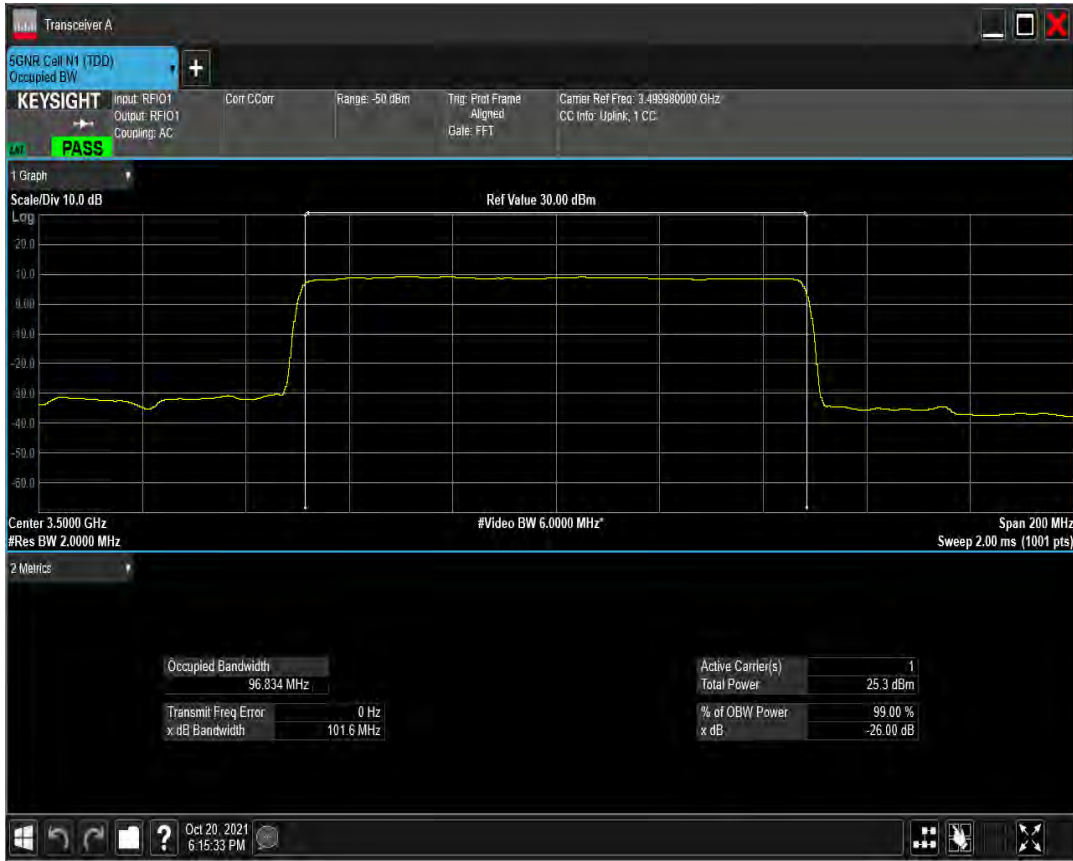 Transceiver A
5GNR Cell N1 (TDD)
Occupied BW
+
KEYSIGHT
Input: RFIO1
Output: RFIO1
Coupling: AC
Corr CCorr
Range: -50 dBm
Trig: Prot Frame
Aligned
Gate: FFT
Carrier Ref Freq: 3.499980000 GHz
CC Info: Uplink, 1 CC
PASS
1 Graph
Scale/Div 10.0 dB
Ref Value 30.00 dBm
Log
20.0
10.0
0.00
-10.0
-20.0
-30.0
-40.0
-50.0
-60.0
Center 3.5000 GHz
#Video BW 6.0000 MHz*
Span 200 MHz
#Res BW 2.0000 MHz
Sweep 2.00 ms (1001 pts)
2 Metrics
Occupied Bandwidth
96.834 MHz
Transmit Freq Error 0 Hz
x dB Bandwidth 101.6 MHz
Active Carrier(s) 1
Total Power 25.3 dBm
% of OBW Power 99.00 %
x dB -26.00 dB
?
Oct 20, 2021
6:15:33 PM